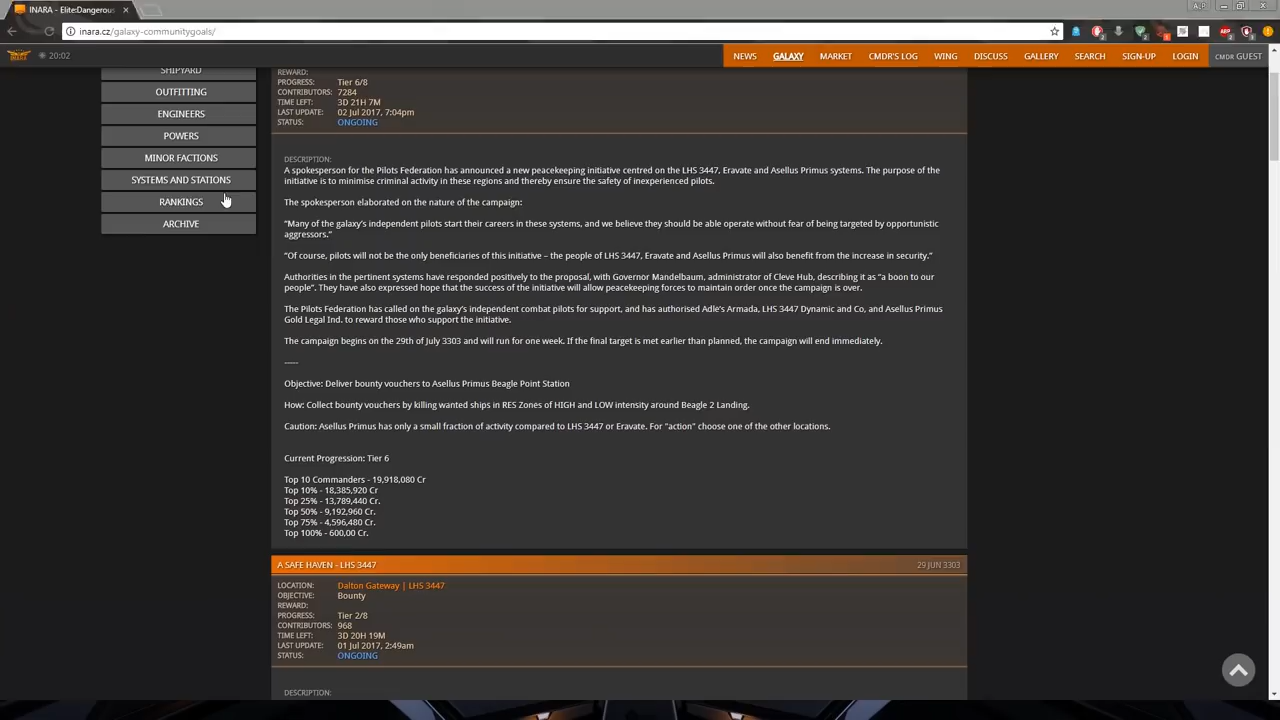 INARA - Elite:Dangerous
inara.cz/galaxy-communitygoals/
20:02
NEWS GALAXY MARKET CMDR'S LOG WING DISCUSS GALLERY SEARCH SIGN-UP LOGIN CMDR GUEST
SHIPYARD
OUTFITTING
ENGINEERS
POWERS
MINOR FACTIONS
SYSTEMS AND STATIONS
RANKINGS
ARCHIVE
REWARD:
PROGRESS: Tier 6/8
CONTRIBUTORS: 7284
TIME LEFT: 3D 21H 7M
LAST UPDATE: 02 Jul 2017, 7:04pm
STATUS: ONGOING
DESCRIPTION:
A spokesperson for the Pilots Federation has announced a new peacekeeping initiative centred on the LHS 3447, Eravate and Asellus Primus systems. The purpose of the
initiative is to minimise criminal activity in these regions and thereby ensure the safety of inexperienced pilots.
The spokesperson elaborated on the nature of the campaign:
“Many of the galaxy’s independent pilots start their careers in these systems, and we believe they should be able operate without fear of being targeted by opportunistic
aggressors.”
“Of course, pilots will not be the only beneficiaries of this initiative – the people of LHS 3447, Eravate and Asellus Primus will also benefit from the increase in security.”
Authorities in the pertinent systems have responded positively to the proposal, with Governor Mandelbaum, administrator of Cleve Hub, describing it as “a boon to our
people”. They have also expressed hope that the success of the initiative will allow peacekeeping forces to maintain order once the campaign is over.
The Pilots Federation has called on the galaxy’s independent combat pilots for support, and has authorised Adle's Armada, LHS 3447 Dynamic and Co, and Asellus Primus
Gold Legal Ind. to reward those who support the initiative.
The campaign begins on the 29th of July 3303 and will run for one week. If the final target is met earlier than planned, the campaign will end immediately.
-----
Objective: Deliver bounty vouchers to Asellus Primus Beagle Point Station
How: Collect bounty vouchers by killing wanted ships in RES Zones of HIGH and LOW intensity around Beagle 2 Landing.
Caution: Asellus Primus has only a small fraction of activity compared to LHS 3447 or Eravate. For "action" choose one of the other locations.
Current Progression: Tier 6
Top 10 Commanders - 19,918,080 Cr
Top 10% - 18,385,920 Cr
Top 25% - 13,789,440 Cr.
Top 50% - 9,192,960 Cr.
Top 75% - 4,596,480 Cr.
Top 100% - 600,00 Cr.
A SAFE HAVEN - LHS 3447 29 JUN 3303
LOCATION: Dalton Gateway | LHS 3447
OBJECTIVE: Bounty
REWARD:
PROGRESS: Tier 2/8
CONTRIBUTORS: 968
TIME LEFT: 3D 20H 19M
LAST UPDATE: 01 Jul 2017, 2:49am
STATUS: ONGOING
DESCRIPTION: